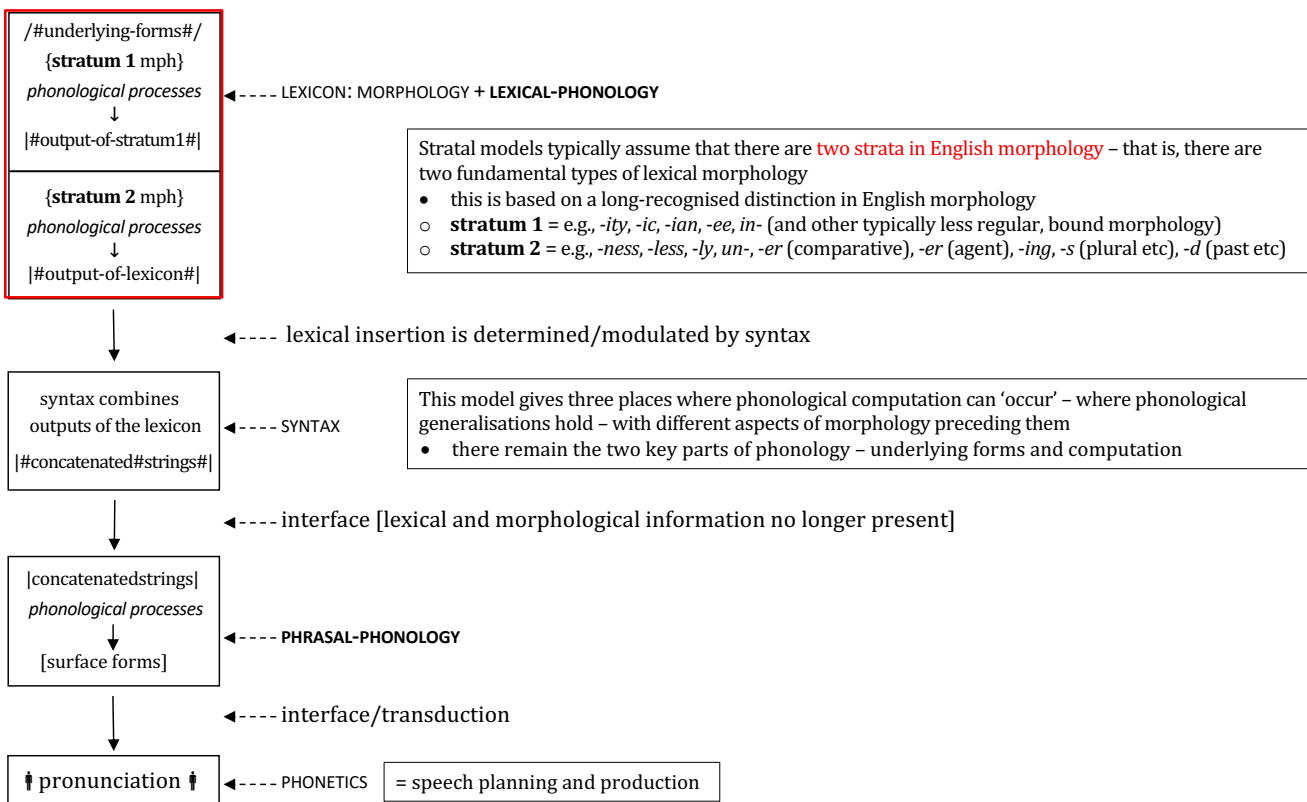 /#underlying-forms#/
{stratum 1 mph}
phonological processes
↓
|#output-of-stratum1#|
LEXICON: MORPHOLOGY + LEXICAL-PHONOLOGY
{stratum 2 mph}
phonological processes
↓
|#output-of-lexicon#|
Stratal models typically assume that there are two strata in English morphology – that is, there are
two fundamental types of lexical morphology
• this is based on a long-recognised distinction in English morphology
o stratum 1 = e.g., -ity, -ic, -ian, -ee, in- (and other typically less regular, bound morphology)
o stratum 2 = e.g., -ness, -less, -ly, un-, -er (comparative), -er (agent), -ing, -s (plural etc), -d (past etc)
lexical insertion is determined/modulated by syntax
syntax combines
outputs of the lexicon
|#concatenated#strings#|
SYNTAX
This model gives three places where phonological computation can ‘occur’ – where phonological
generalisations hold – with different aspects of morphology preceding them
• there remain the two key parts of phonology – underlying forms and computation
interface [lexical and morphological information no longer present]
|concatenatedstrings|
phonological processes
[surface forms]
PHRASAL-PHONOLOGY
interface/transduction
pronunciation
PHONETICS
= speech planning and production